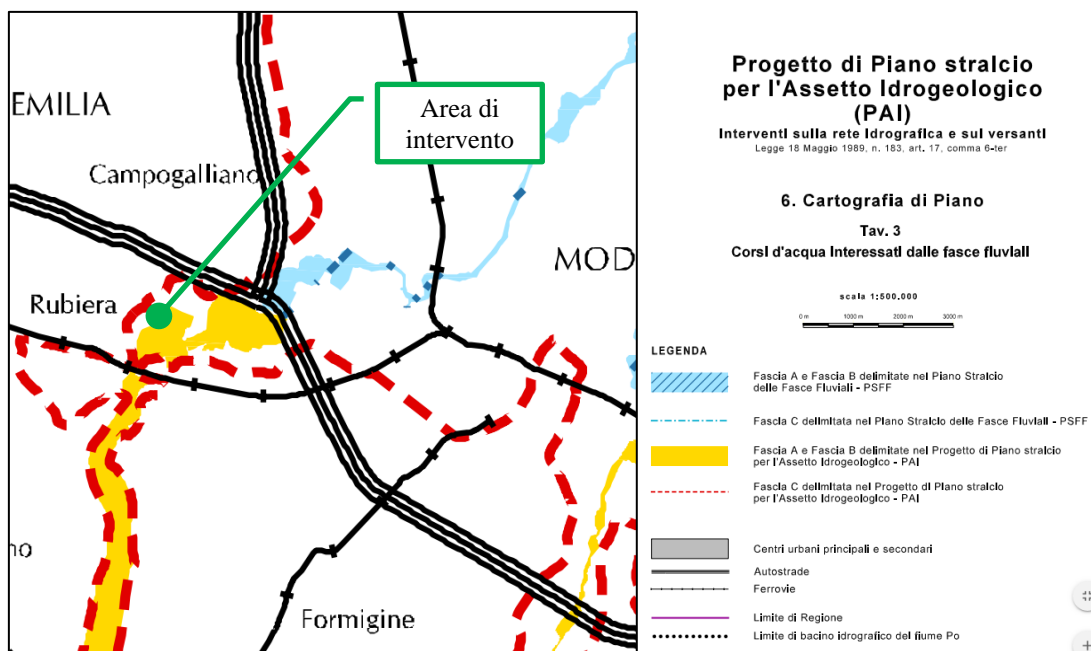 EMILIA
Area di
intervento
Campogalliano
MOD
Rubiera
no
Formigine
Progetto di Piano stralcio
per l'Assetto Idrogeologico
(PAI)
Interventi sulla rete Idrografica e sui versanti
Legge 18 Maggio 1989, n. 183, art. 17, comma 6-ter
6. Cartografia di Piano
Tav. 3
Corsi d'acqua Interessati dalle fasce fluviali
scala 1:500.000
0 m 1000 m 2000 m 3000 m
LEGENDA
Fascia A e Fascia B delimitate nel Piano Stralcio
delle Fasce Fluviali - PSFF
Fascia C delimitata nel Piano Stralcio delle Fasce Fluviali - PSFF
Fascia A e Fascia B delimitate nel Progetto di Piano stralcio
per l'Assetto Idrogeologico - PAI
Fascia C delimitata nel Progetto di Piano stralcio
per l'Assetto Idrogeologico - PAI
Centri urbani principali e secondari
Autostrade
Ferrovie
Limite di Regione
Limite di bacino idrografico del fiume Po